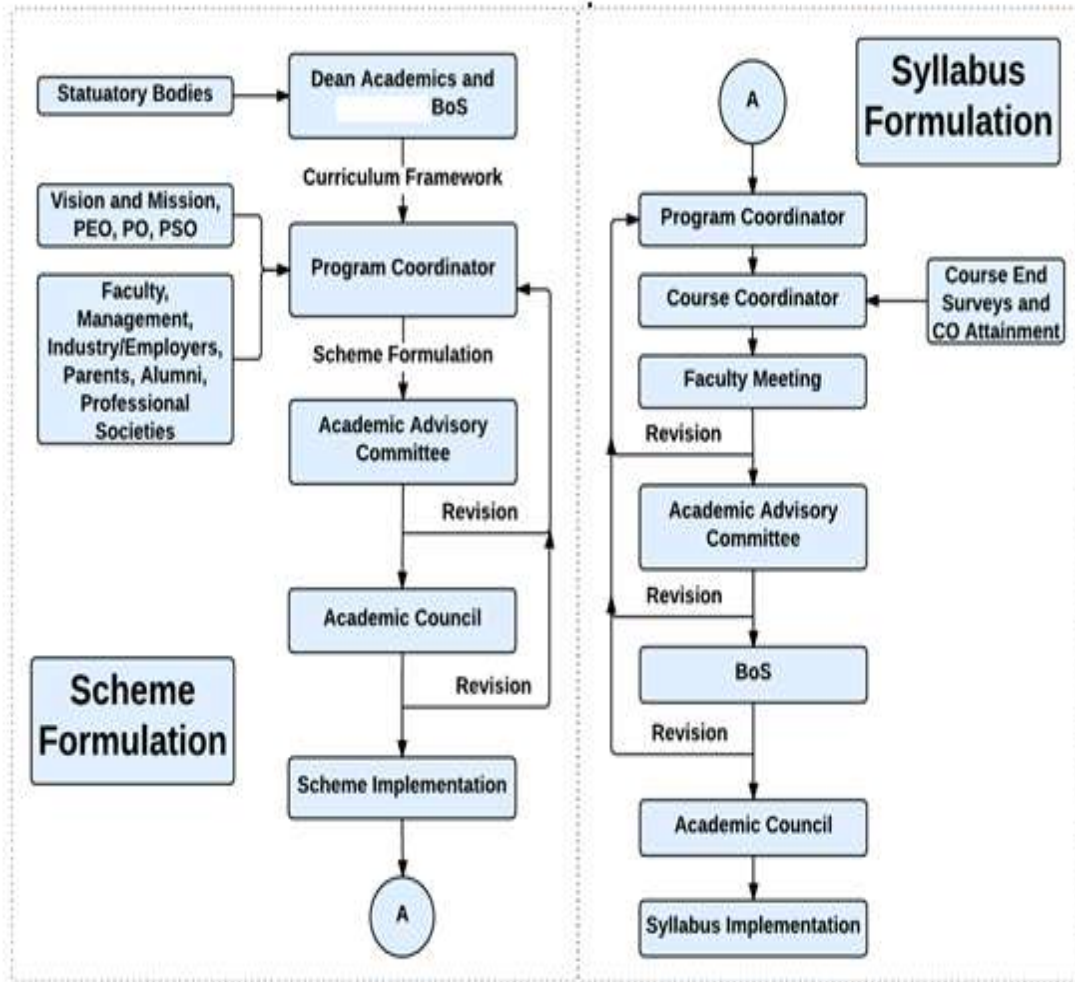 Statuatory Bodies
Dean Academics and
BoS
Curriculum Framework
Vision and Mission,
PEO, PO, PSO
Program Coordinator
Faculty,
Management,
Industry/Employers,
Parents, Alumni,
Professional
Societies
Scheme Formulation
Academic Advisory
Committee
Revision
Academic Council
Revision
Scheme
Formulation
Scheme Implementation
A
Syllabus
Formulation
A
Program Coordinator
Course Coordinator
Course End
Surveys and
CO Attainment
Faculty Meeting
Revision
Academic Advisory
Committee
Revision
BoS
Revision
Academic Council
Syllabus Implementation